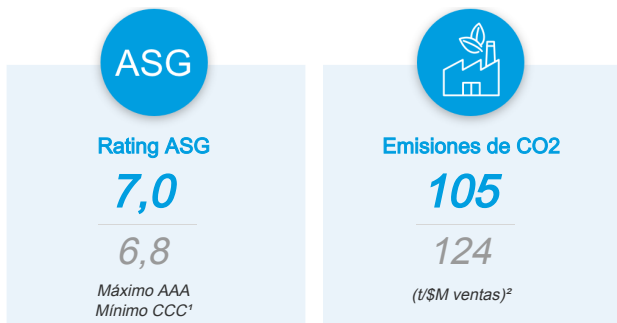 ASG
Rating ASG
7,0
6,8
Máximo AAA
Mínimo CCC¹
Emisiones de CO2
105
124
(t/$M ventas)²